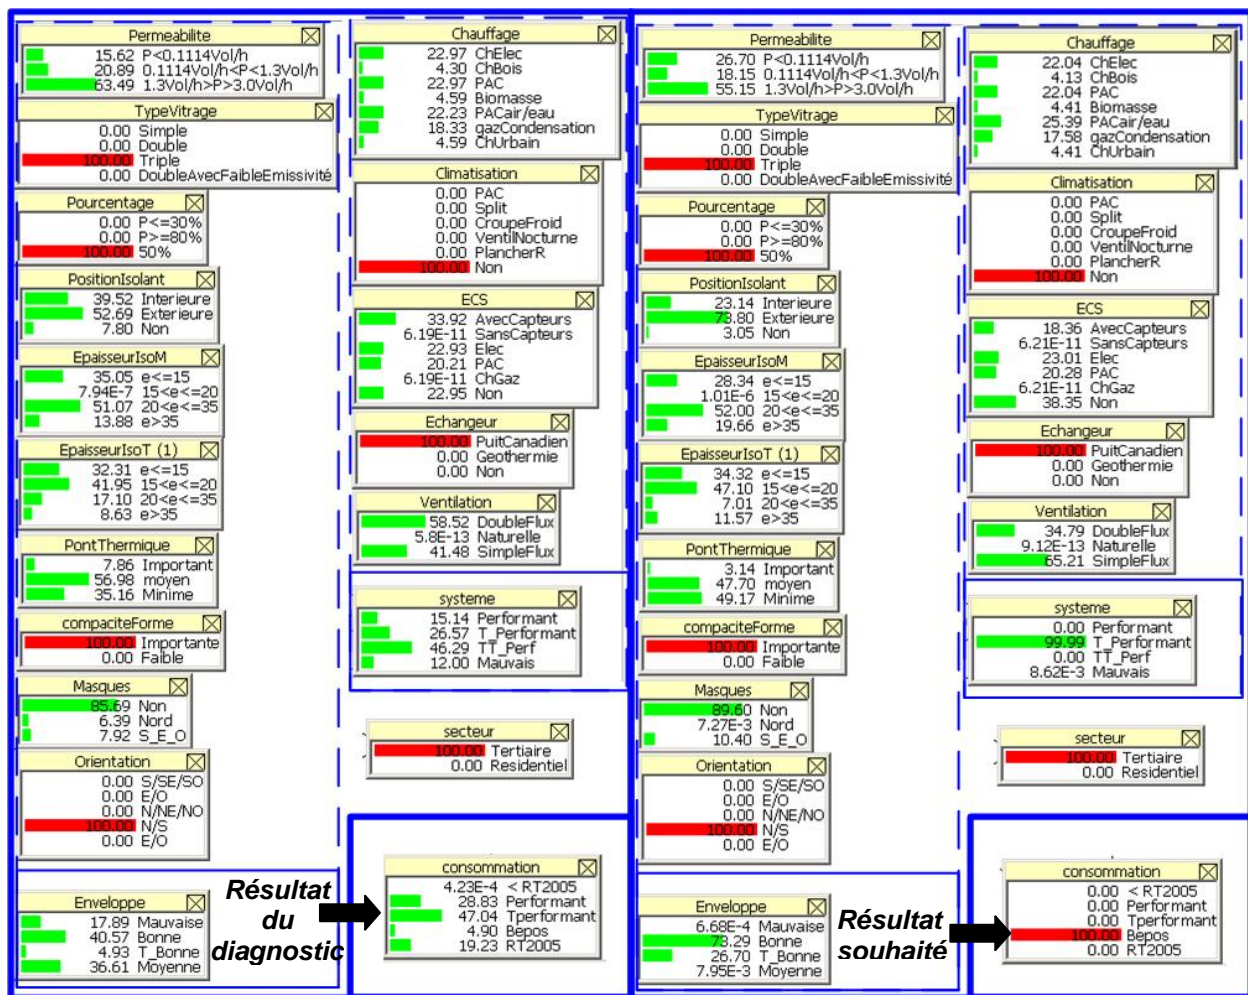 Permeabilite
15.62 P<0.1114Vol/h
20.89 0.1114Vol/h<P<1.3Vol/h
63.49 1.3Vol/h>P>3.0Vol/h
TypeVitrage
0.00 Simple
0.00 Double
100.00 Triple
0.00 DoubleAvecFaibleEmissivité
Pourcentage
0.00 P<=30%
0.00 P>=80%
100.00 50%
PositionIsolant
39.52 Interieure
52.69 Exterieure
7.80 Non
EpaisseurIsoM
35.05 e<=15
7.94E-7 15<e<=20
51.07 20<e<=35
13.88 e>35
EpaisseurIsoT (1)
32.31 e<=15
41.95 15<e<=20
17.10 20<e<=35
8.63 e>35
PontThermique
7.86 Important
56.98 moyen
35.16 Minime
compaciteForme
100.00 Importante
0.00 Faible
Masques
85.69 Non
6.39 Nord
7.92 S_E_O
Orientation
0.00 S/SE/SO
0.00 E/O
0.00 N/NE/NO
100.00 N/S
0.00 E/O
Enveloppe
17.89 Mauvaise
40.57 Bonne
4.93 T_Bonne
36.61 Moyenne
Chauffage
22.97 ChElec
4.30 ChBois
22.97 PAC
4.59 Biomasse
22.23 PACair/eau
18.33 gazCondensation
4.59 ChUrbain
Climatisation
0.00 PAC
0.00 Split
0.00 CroupeFroid
0.00 VentilNocturne
0.00 PlancherR
100.00 Non
ECS
33.92 AvecCapteurs
6.19E-11 SansCapteurs
22.93 Elec
20.21 PAC
6.19E-11 ChGaz
22.95 Non
Echangeur
100.00 PuitCanadien
0.00 Geothermie
0.00 Non
Ventilation
58.52 DoubleFlux
5.8E-13 Naturelle
41.48 SimpleFlux
systeme
15.14 Performant
26.57 T_Performant
46.29 TT_Perf
12.00 Mauvais
secteur
100.00 Tertiaire
0.00 Residentiel
Résultat
du
diagnostic
consommation
4.23E-4 < RT2005
28.83 Performant
47.04 Tperformant
4.90 Bepos
19.23 RT2005
Permeabilite
26.70 P<0.1114Vol/h
18.15 0.1114Vol/h<P<1.3Vol/h
55.15 1.3Vol/h>P>3.0Vol/h
TypeVitrage
0.00 Simple
0.00 Double
100.00 Triple
0.00 DoubleAvecFaibleEmissivité
Pourcentage
0.00 P<=30%
0.00 P>=80%
100.00 50%
PositionIsolant
23.14 Interieure
73.80 Exterieure
3.05 Non
EpaisseurIsoM
28.34 e<=15
1.01E-6 15<e<=20
52.00 20<e<=35
19.66 e>35
EpaisseurIsoT (1)
34.32 e<=15
47.10 15<e<=20
7.01 20<e<=35
11.57 e>35
PontThermique
3.14 Important
47.70 moyen
49.17 Minime
compaciteForme
100.00 Importante
0.00 Faible
Masques
89.60 Non
7.27E-3 Nord
10.40 S_E_O
Orientation
0.00 S/SE/SO
0.00 E/O
0.00 N/NE/NO
100.00 N/S
0.00 E/O
Enveloppe
6.68E-4 Mauvaise
73.29 Bonne
26.70 T_Bonne
7.95E-3 Moyenne
Chauffage
22.04 ChElec
4.13 ChBois
22.04 PAC
4.41 Biomasse
25.39 PACair/eau
17.58 gazCondensation
4.41 ChUrbain
Climatisation
0.00 PAC
0.00 Split
0.00 CroupeFroid
0.00 VentilNocturne
0.00 PlancherR
100.00 Non
ECS
18.36 AvecCapteurs
6.21E-11 SansCapteurs
23.01 Elec
20.28 PAC
6.21E-11 ChGaz
38.35 Non
Echangeur
100.00 PuitCanadien
0.00 Geothermie
0.00 Non
Ventilation
34.79 DoubleFlux
9.12E-13 Naturelle
65.21 SimpleFlux
systeme
0.00 Performant
99.99 T_Performant
0.00 TT_Perf
8.62E-3 Mauvais
secteur
100.00 Tertiaire
0.00 Residentiel
Résultat
souhaité
consommation
0.00 < RT2005
0.00 Performant
0.00 Tperformant
100.00 Bepos
0.00 RT2005